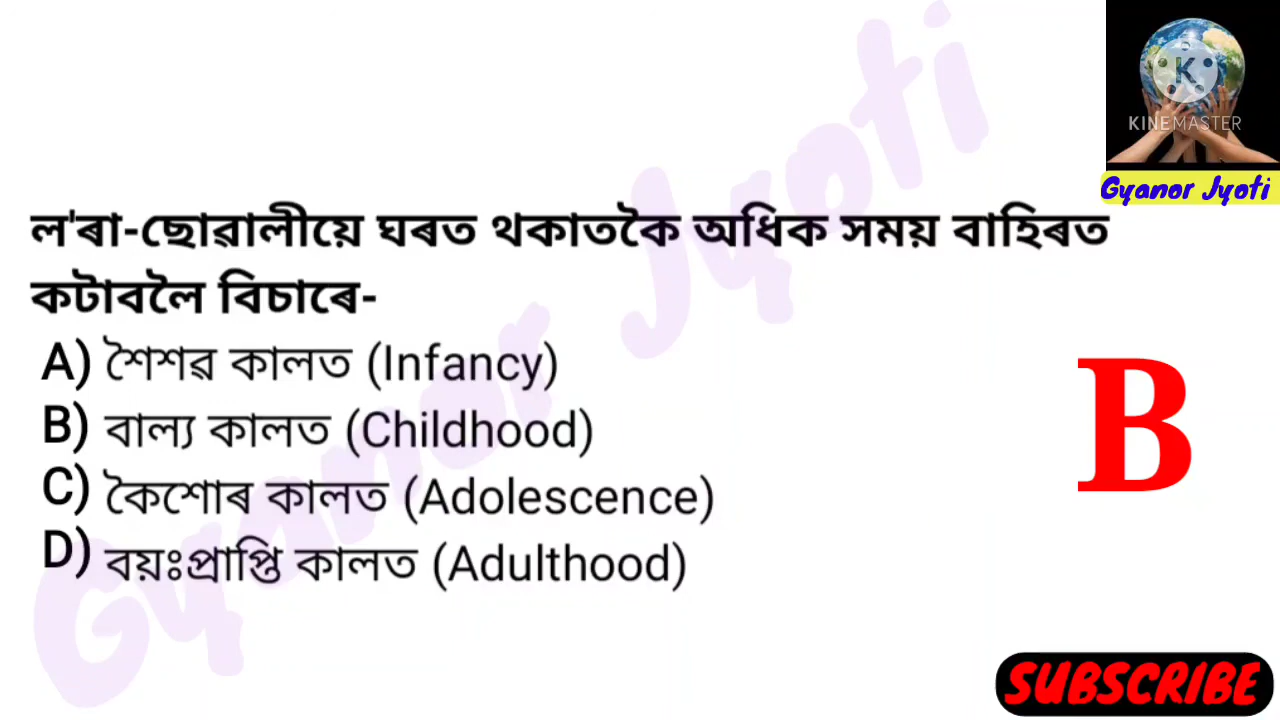 KINEMASTER
Gyanor Jyoti
ল'ৰা-ছোৱালীয়ে ঘৰত থকাতকৈ অধিক সময় বাহিৰত
কটাবলৈ বিচাৰে-
A) শৈশৱ কালত (Infancy)
B) বাল্য কালত (Childhood)
C) কৈশোৰ কালত (Adolescence)
D) বয়ঃপ্ৰাপ্তি কালত (Adulthood)
B
Gyanor Jyoti
SUBSCRIBE